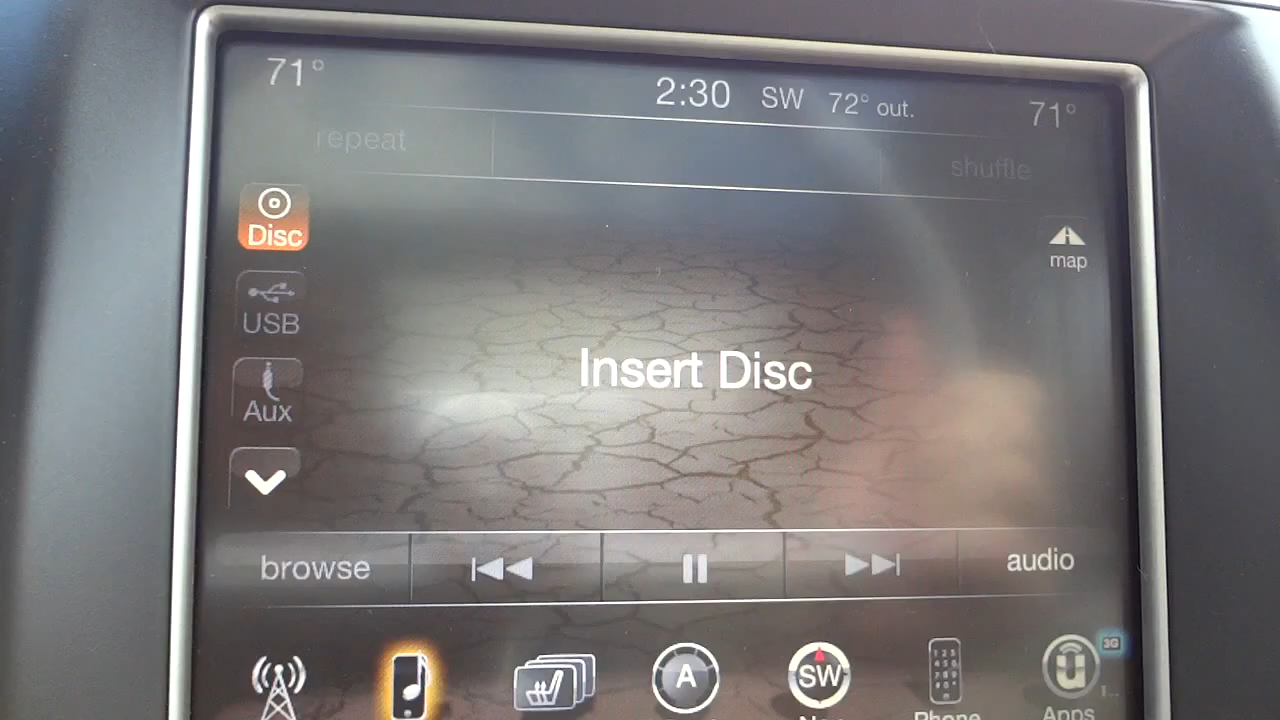 71°
2:30 SW 72° out.
71°
repeat
shuffle
Disc
map
USB
Insert Disc
Aux
browse
audio
A
SW
3G
Phone
Apps